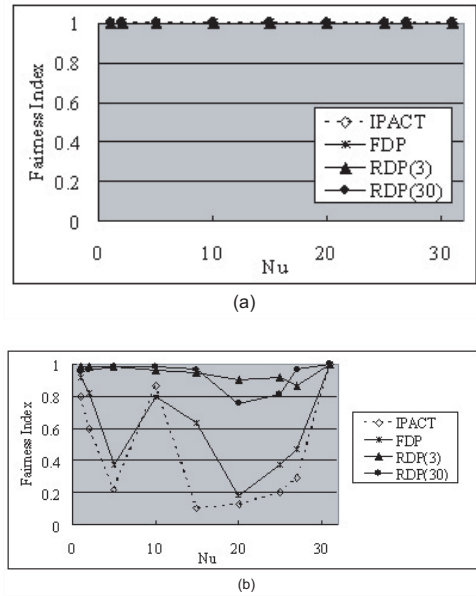 1
0.8
0.6
0.4
0.2
0
Fairness Index
IPACT
FDP
RDP(3)
RDP(30)
0
10
20
30
Nu
(a)
1
0.8
0.6
0.4
0.2
0
Fairness Index
0
10
20
30
Nu
IPACT
FDP
RDP(3)
RDP(30)
(b)